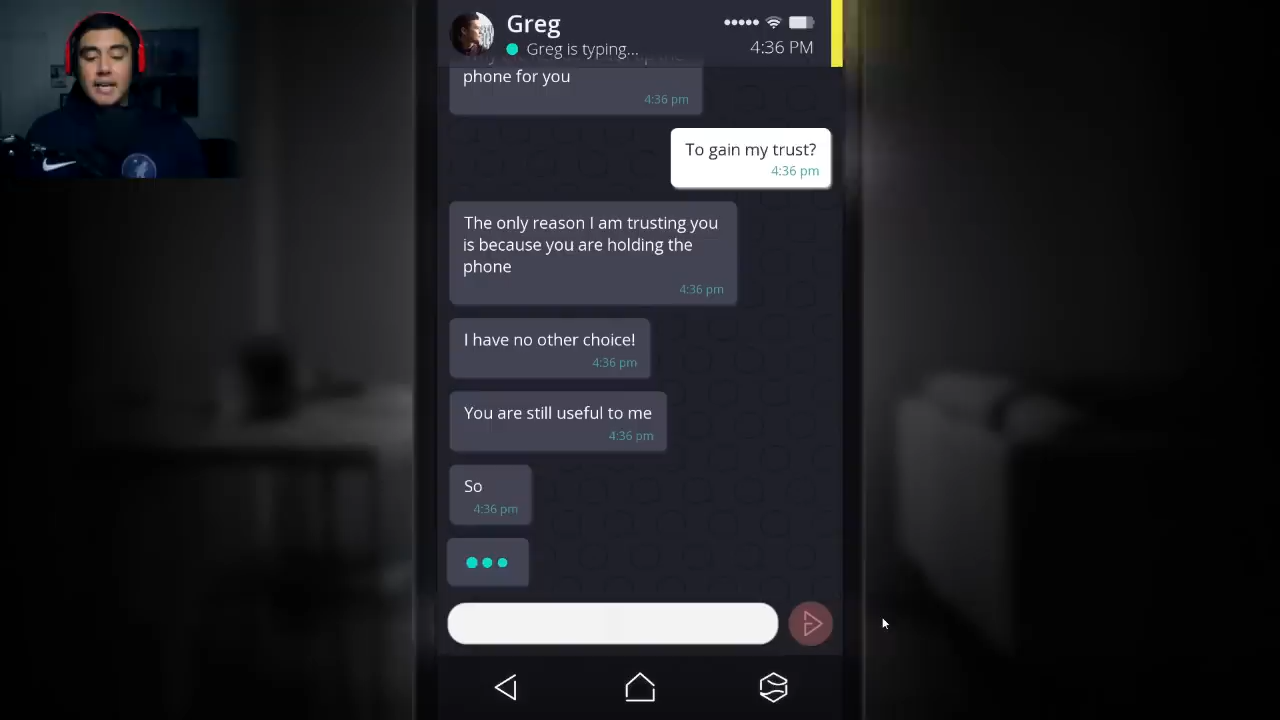 Greg
Greg is typing...
4:36 PM
phone for you
4:36 pm
To gain my trust?
4:36 pm
The only reason I am trusting you
is because you are holding the
phone
4:36 pm
I have no other choice!
4:36 pm
You are still useful to me
4:36 pm
So
4:36 pm